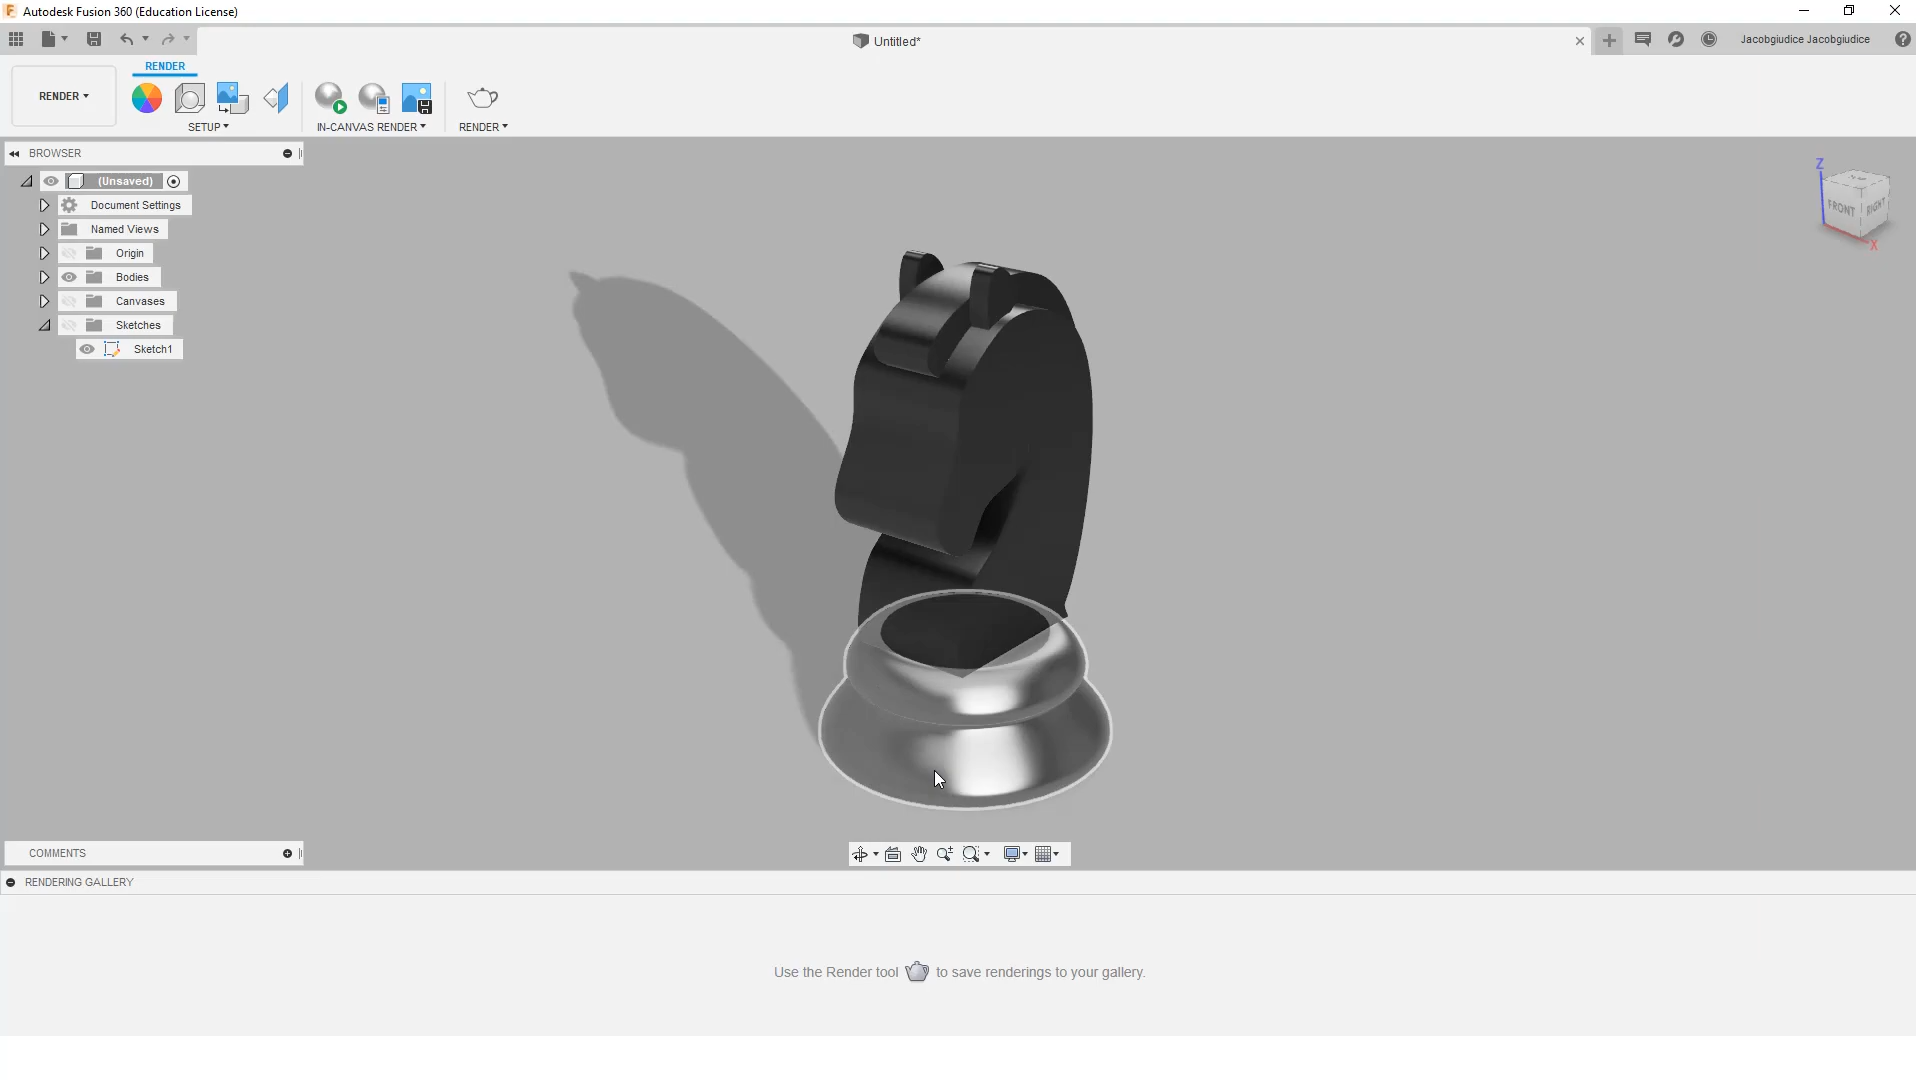 Autodesk Fusion 360 (Education License)
Untitled*
Jacobgiudice Jacobgiudice
RENDER
RENDER
SETUP
IN-CANVAS RENDER
RENDER
BROWSER
(Unsaved)
Document Settings
Named Views
Origin
Bodies
Canvases
Sketches
Sketch1
Z
FRONT
RIGHT
X
COMMENTS
RENDERING GALLERY
Use the Render tool to save renderings to your gallery.